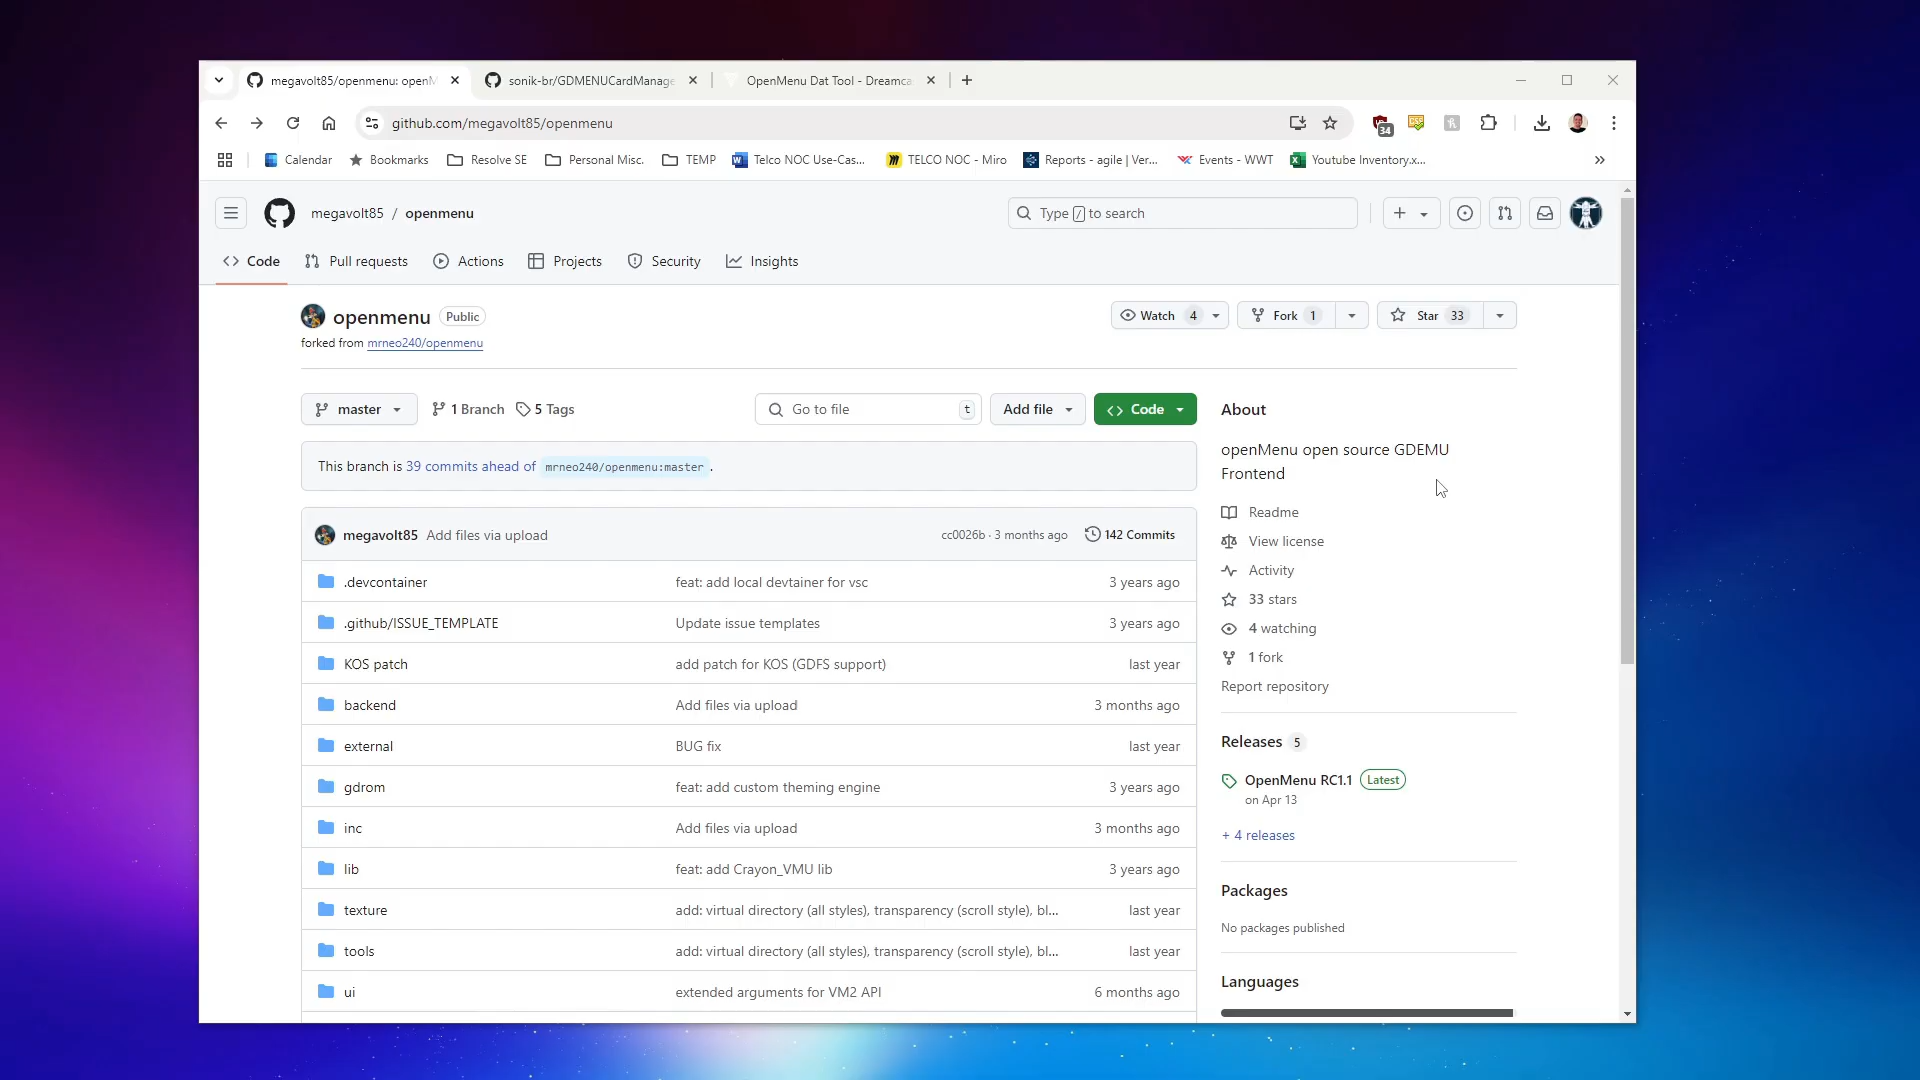 megavolt85/openmenu: openM
sonik-br/GDMENUCardManage
OpenMenu Dat Tool - Dreamca
github.com/megavolt85/openmenu
34
Calendar
Bookmarks
Resolve SE
Personal Misc.
TEMP
Telco NOC Use-Cas...
TELCO NOC - Miro
Reports - agile | Ver...
Events - WWT
Youtube Inventory.x...
megavolt85 / openmenu
Type / to search
Code
Pull requests
Actions
Projects
Security
Insights
openmenu Public
forked from mrneo240/openmenu
Watch 4
Fork 1
Star 33
master
1 Branch
5 Tags
Go to file t
Add file
Code
This branch is 39 commits ahead of mrneo240/openmenu:master .
megavolt85 Add files via upload cc0026b · 3 months ago 142 Commits
.devcontainer feat: add local devtainer for vsc 3 years ago
.github/ISSUE_TEMPLATE Update issue templates 3 years ago
KOS patch add patch for KOS (GDFS support) last year
backend Add files via upload 3 months ago
external BUG fix last year
gdrom feat: add custom theming engine 3 years ago
inc Add files via upload 3 months ago
lib feat: add Crayon_VMU lib 3 years ago
texture add: virtual directory (all styles), transparency (scroll style), bl... last year
tools add: virtual directory (all styles), transparency (scroll style), bl... last year
ui extended arguments for VM2 API 6 months ago
About
openMenu open source GDEMU
Frontend
Readme
View license
Activity
33 stars
4 watching
1 fork
Report repository
Releases 5
OpenMenu RC1.1 Latest
on Apr 13
+ 4 releases
Packages
No packages published
Languages